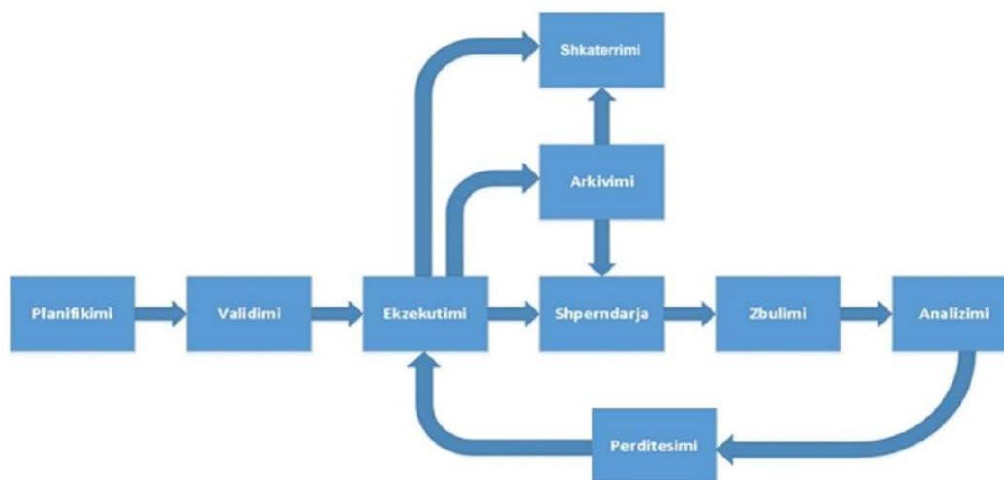 Shkaterrimi
Arkivimi
Planifikimi
Validimi
Ekzekutimi
Shperndarja
Zbulimi
Analizimi
Perditesimi